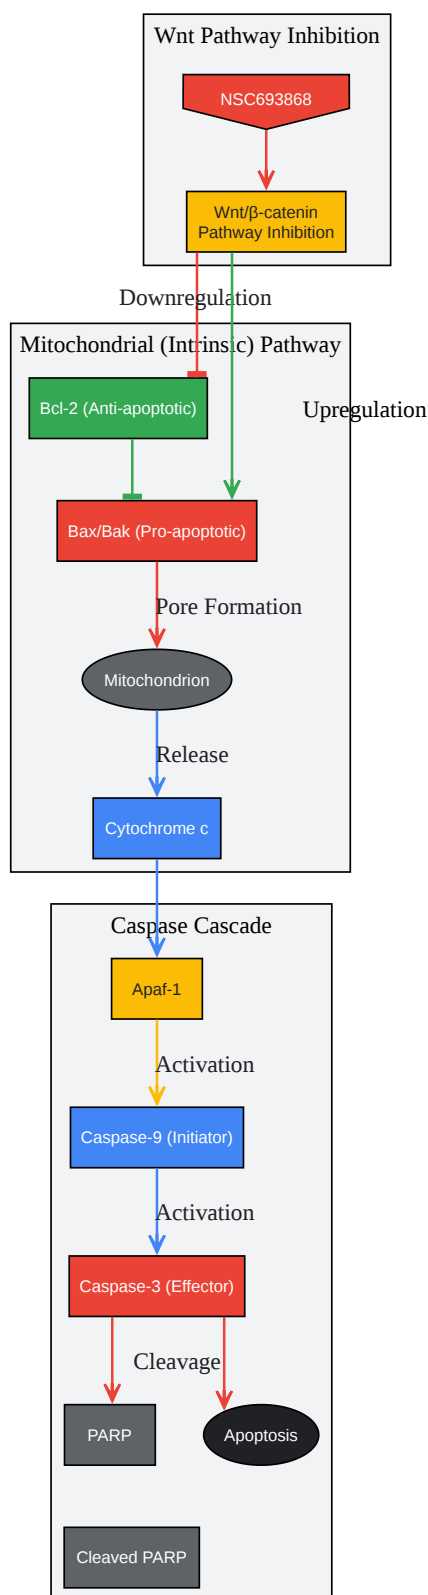 Wnt Pathway Inhibition
NSC693868
Wnt/β-catenin
Pathway Inhibition
Downregulation
Mitochondrial (Intrinsic) Pathway
Bcl-2 (Anti-apoptotic)
Upregulation
Bax/Bak (Pro-apoptotic)
Pore Formation
Mitochondrion
Release
Cytochrome c
Caspase Cascade
Apaf-1
Activation
Caspase-9 (Initiator)
Activation
Caspase-3 (Effector)
Cleavage
PARP
Apoptosis
Cleaved PARP